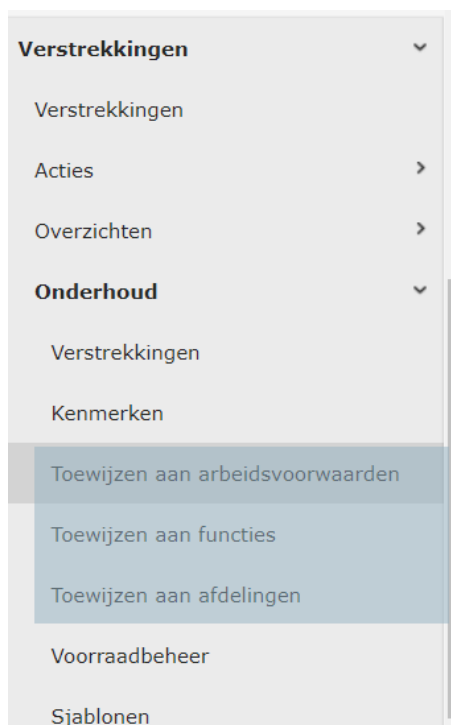 Verstrekkingen
Verstrekkingen
Acties
Overzichten
Onderhoud
Verstrekkingen
Kenmerken
Toewijzen aan arbeidsvoorwaarden
Toewijzen aan functies
Toewijzen aan afdelingen
Voorraadbeheer
Sjablonen